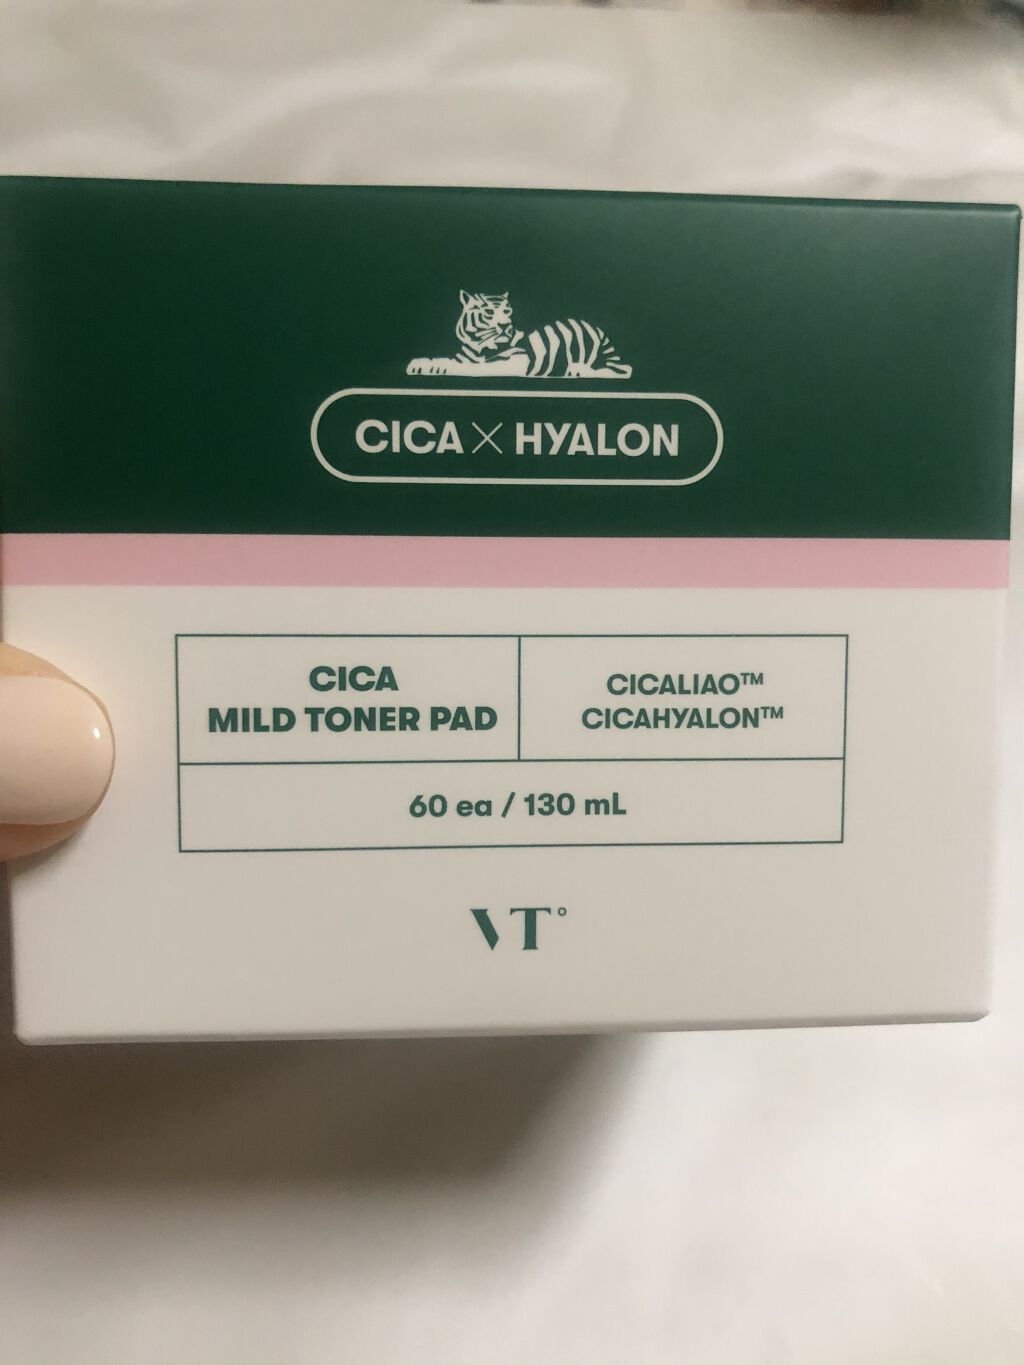 CICA X HYALON
CICA
MILD TONER PAD
CICALIAO™
CICAHYALON™
60 ea / 130 mL
VT°